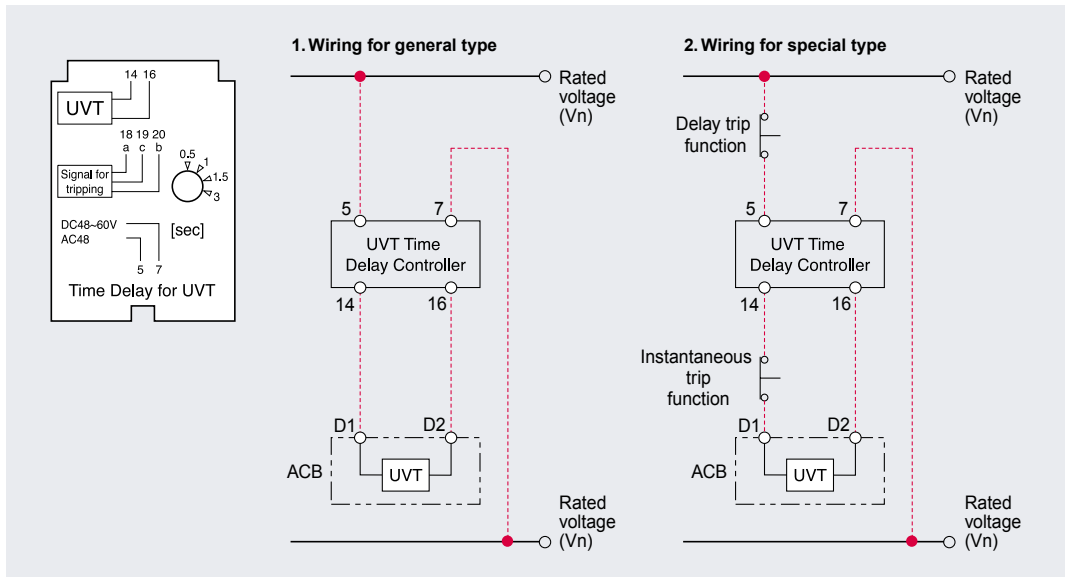 14 16
UVT
18 19 20
a c b
Signal for
tripping
0.5
1
1.5
3
DC48~60V
AC48
[sec]
5 7
Time Delay for UVT
1. Wiring for general type
Rated
voltage
(Vn)
5 7
UVT Time
Delay Controller
14 16
D1 D2
ACB
UVT
Rated
voltage
(Vn)
2. Wiring for special type
Rated
voltage
(Vn)
Delay trip
function
5 7
UVT Time
Delay Controller
14 16
Instantaneous
trip
function
D1 D2
ACB
UVT
Rated
voltage
(Vn)